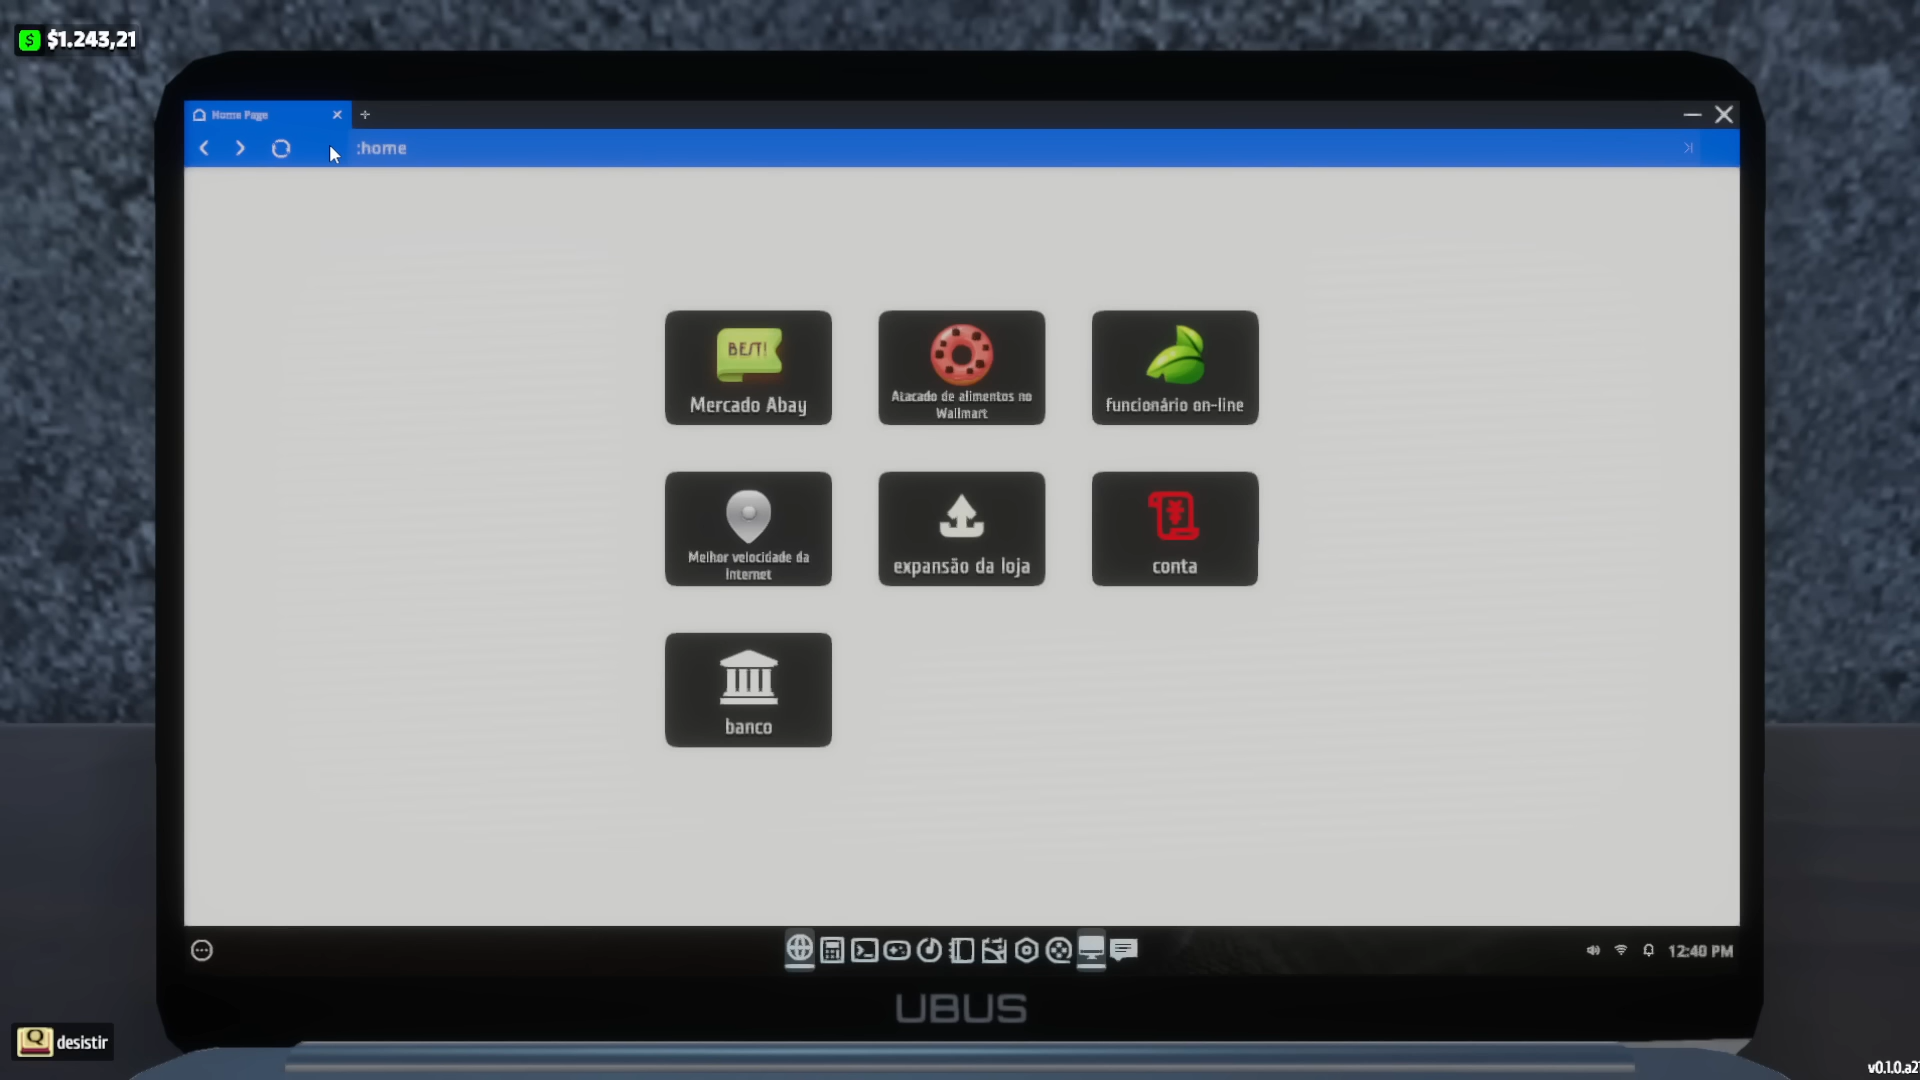 $1.243,21
Home Page
:home
BEST!
Mercado Abay
Atacado de alimentos no
Wallmart
funcionário on-line
Melhor velocidade da
Internet
expansão da loja
conta
banco
12:40 PM
UBUS
Q desistir
v0.1.0.a2